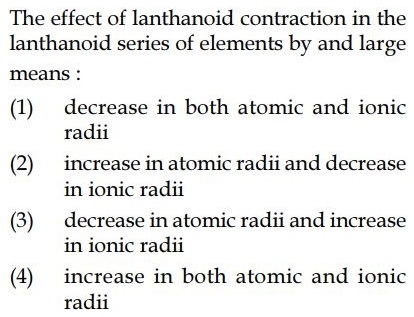 The effect of lanthanoid contraction in the
lanthanoid series of elements by and large
means :
(1) decrease in both atomic and ionic
radii
(2) increase in atomic radii and decrease
in ionic radii
(3) decrease in atomic radii and increase
in ionic radii
(4) increase in both atomic and ionic
radii